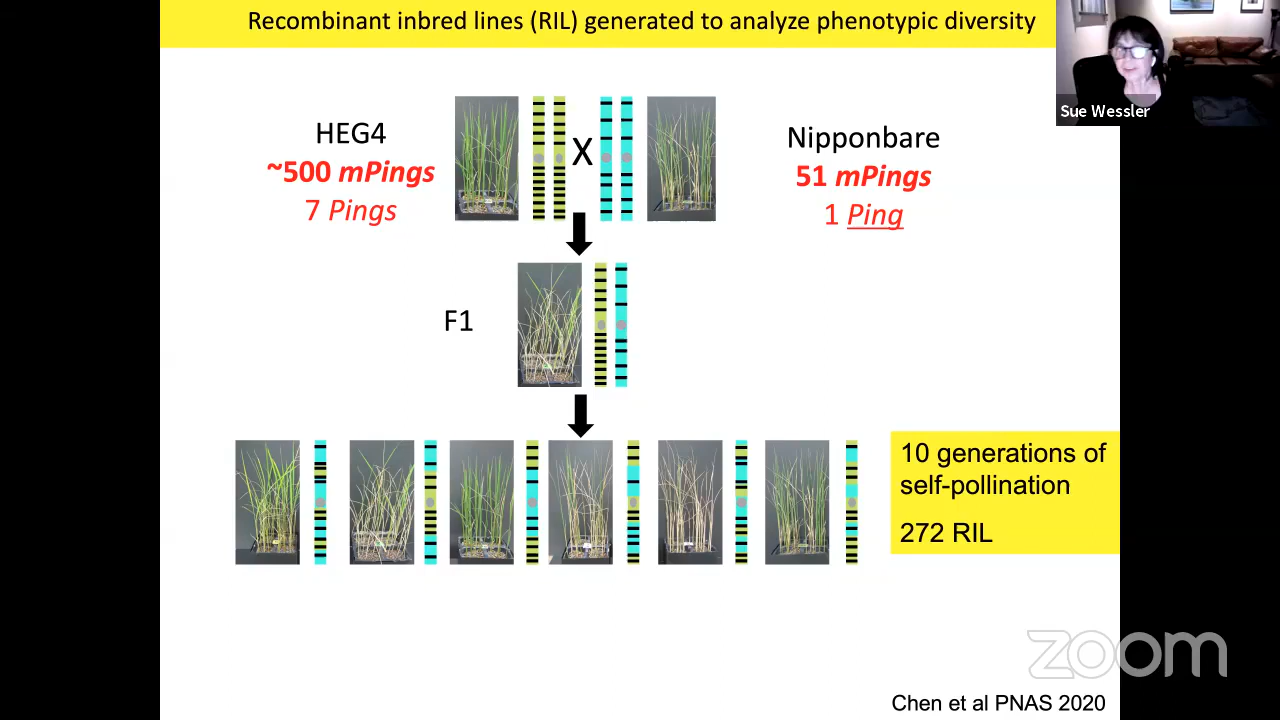 Recombinant inbred lines (RIL) generated to analyze phenotypic diversity
Sue Wessler
HEG4
~500 mPings
7 Pings
X
Nipponbare
51 mPings
1 Ping
F1
10 generations of
self-pollination
272 RIL
zoom
Chen et al PNAS 2020